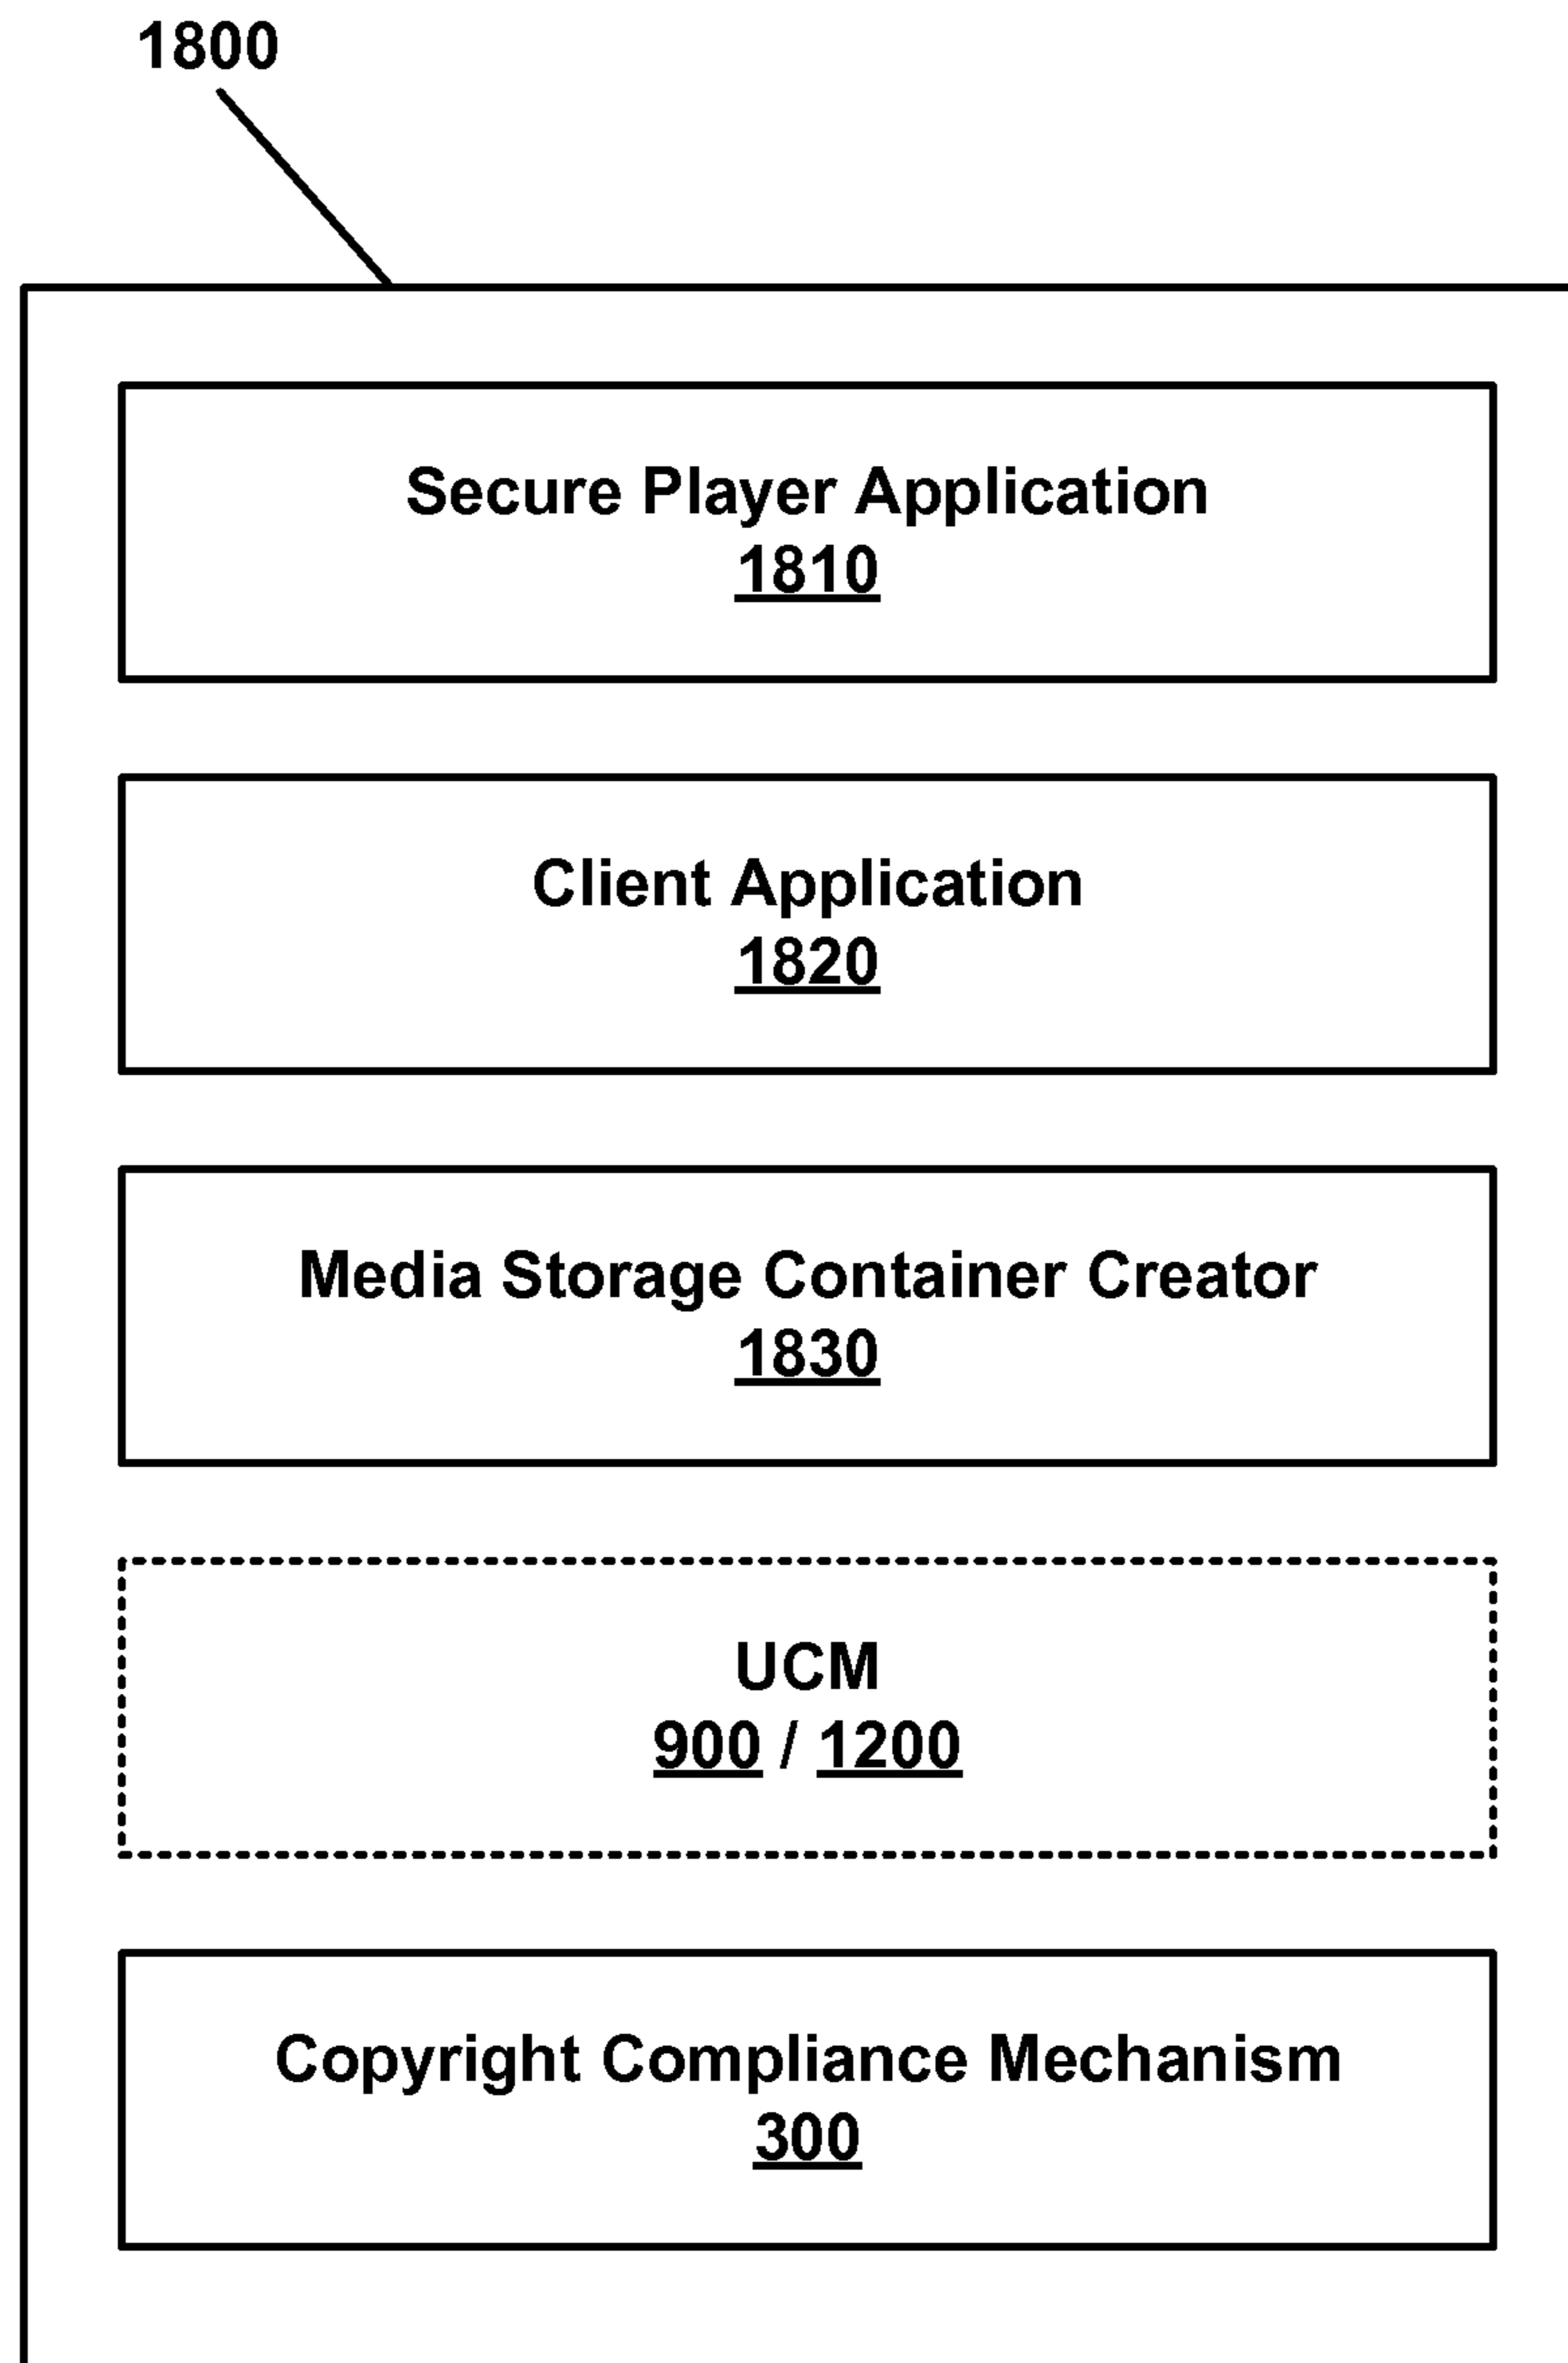 1800
Secure Player Application
1810
Client Application
1820
Media Storage Container Creator
1830
UCM
900 / 1200
Copyright Compliance Mechanism
300